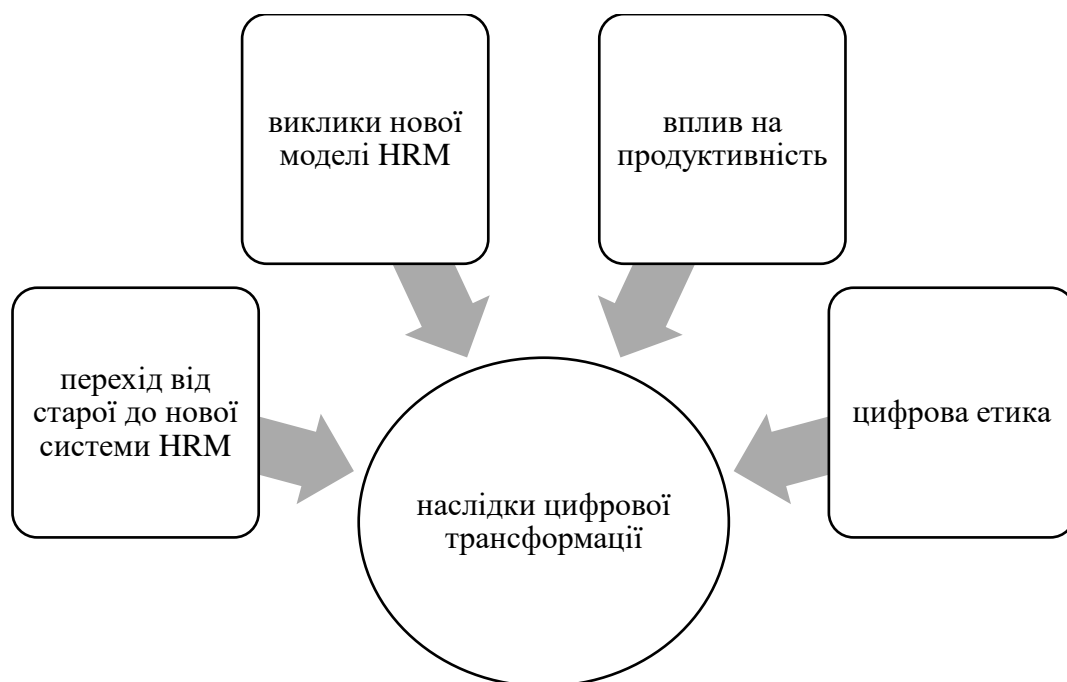 виклики нової
моделі HRM
вплив на
продуктивність
перехід від
старої до нової
системи HRM
цифрова етика
наслідки цифрової
трансформації